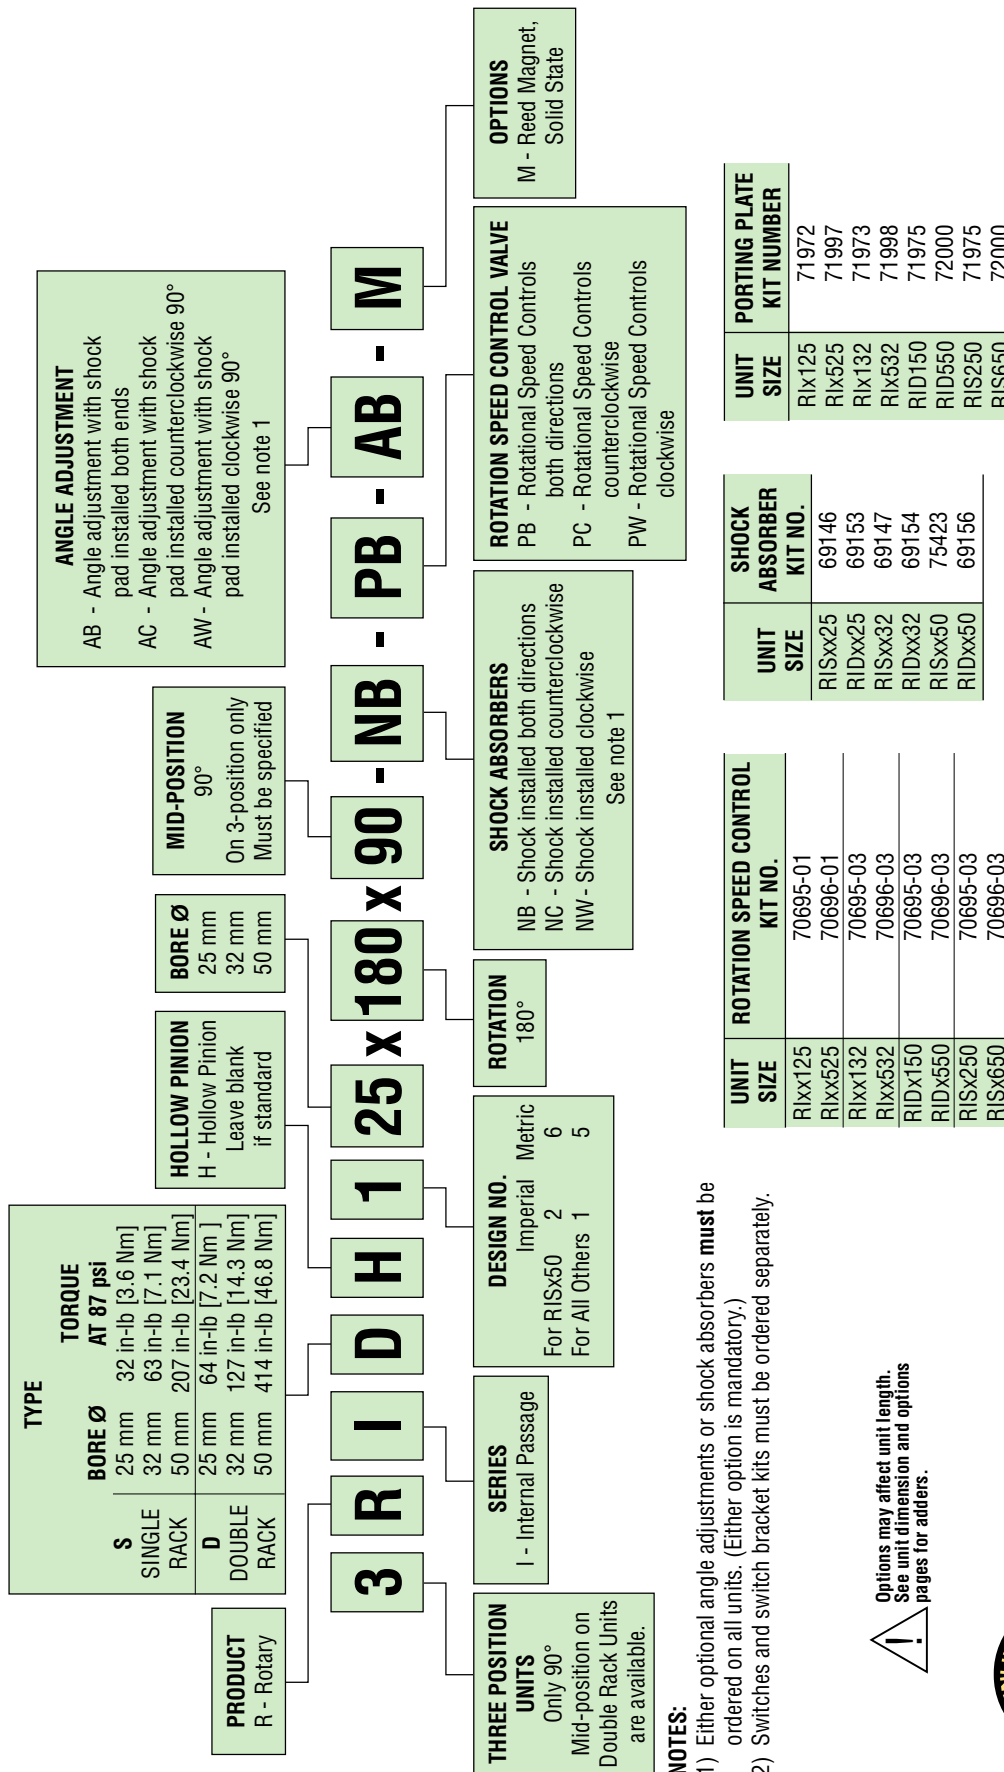 TYPE
BORE Ø
TORQUE
AT 87 psi
S
SINGLE
RACK
25 mm 32 in-lb [3.6 Nm]
32 mm 63 in-lb [7.1 Nm]
50 mm 207 in-lb [23.4 Nm]
D
DOUBLE
RACK
25 mm 64 in-lb [7.2 Nm ]
32 mm 127 in-lb [14.3 Nm]
50 mm 414 in-lb [46.8 Nm]
PRODUCT
R - Rotary
HOLLOW PINION
H - Hollow Pinion
Leave blank
if standard
BORE Ø
25 mm
32 mm
50 mm
MID-POSITION
90°
On 3-position only
Must be specified
ANGLE ADJUSTMENT
AB - Angle adjustment with shock
pad installed both ends
AC - Angle adjustment with shock
pad installed counterclockwise 90°
AW - Angle adjustment with shock
pad installed clockwise 90°
See note 1
3 R I D H 1 25 x 180 x 90 - NB - PB - AB - M
THREE POSITION
UNITS
Only 90°
Mid-position on
Double Rack Units
are available.
SERIES
I - Internal Passage
DESIGN NO.
Imperial Metric
For RISx50 2 6
For All Others 1 5
ROTATION
180°
SHOCK ABSORBERS
NB - Shock installed both directions
NC - Shock installed counterclockwise
NW - Shock installed clockwise
See note 1
ROTATION SPEED CONTROL VALVE
PB - Rotational Speed Controls
both directions
PC - Rotational Speed Controls
counterclockwise
PW - Rotational Speed Controls
clockwise
OPTIONS
M - Reed Magnet,
Solid State
NOTES:
1) Either optional angle adjustments or shock absorbers must be
ordered on all units. (Either option is mandatory.)
2) Switches and switch bracket kits must be ordered separately.
Options may affect unit length.
See unit dimension and options
pages for adders.
UNIT
SIZE
ROTATION SPEED CONTROL
KIT NO.
RIxx125 70695-01
RIxx525 70696-01
RIxx132 70695-03
RIxx532 70696-03
RIDx150 70695-03
RIDx550 70696-03
RISx250 70695-03
RISx650 70696-03
UNIT
SIZE
SHOCK
ABSORBER
KIT NO.
RISxx25 69146
RIDxx25 69153
RISxx32 69147
RIDxx32 69154
RISxx50 75423
RIDxx50 69156
UNIT
SIZE
PORTING PLATE
KIT NUMBER
RIx125 71972
RIx525 71997
RIx132 71973
RIx532 71998
RID150 71975
RID550 72000
RIS250 71975
RIS650 72000